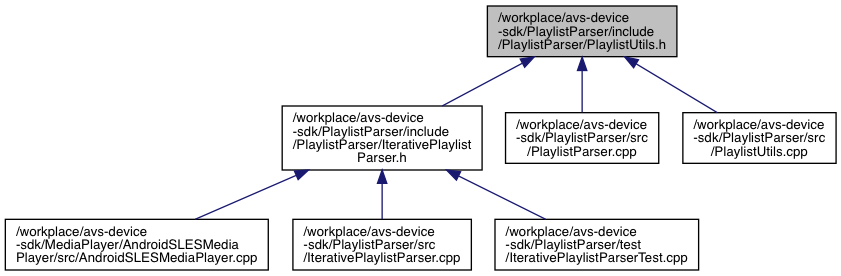 /workplace/avs-device
-sdk/PlaylistParser/include
/PlaylistParser/PlaylistUtils.h
/workplace/avs-device
-sdk/PlaylistParser/include
/PlaylistParser/IterativePlaylist
Parser.h
/workplace/avs-device
-sdk/PlaylistParser/src
/PlaylistParser.cpp
/workplace/avs-device
-sdk/PlaylistParser/src
/PlaylistUtils.cpp
/workplace/avs-device
-sdk/MediaPlayer/AndroidSLESMedia
Player/src/AndroidSLESMediaPlayer.cpp
/workplace/avs-device
-sdk/PlaylistParser/src
/IterativePlaylistParser.cpp
/workplace/avs-device
-sdk/PlaylistParser/test
/IterativePlaylistParserTest.cpp